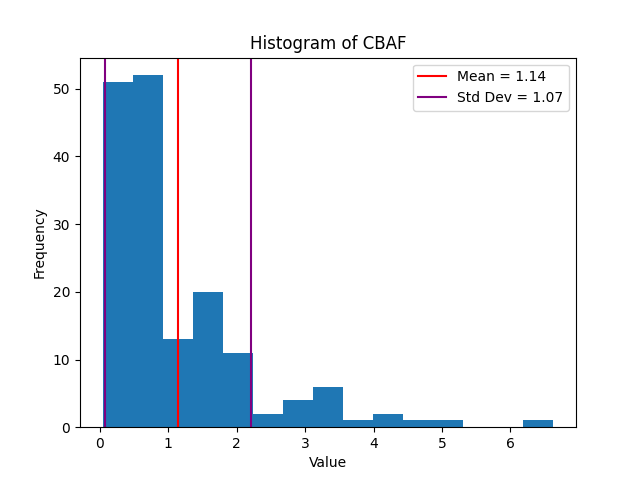 Histogram of CBAF
Mean = 1.14
Std Dev = 1.07
Frequency
50
40
30
20
10
0
0 1 2 3 4 5 6
Value